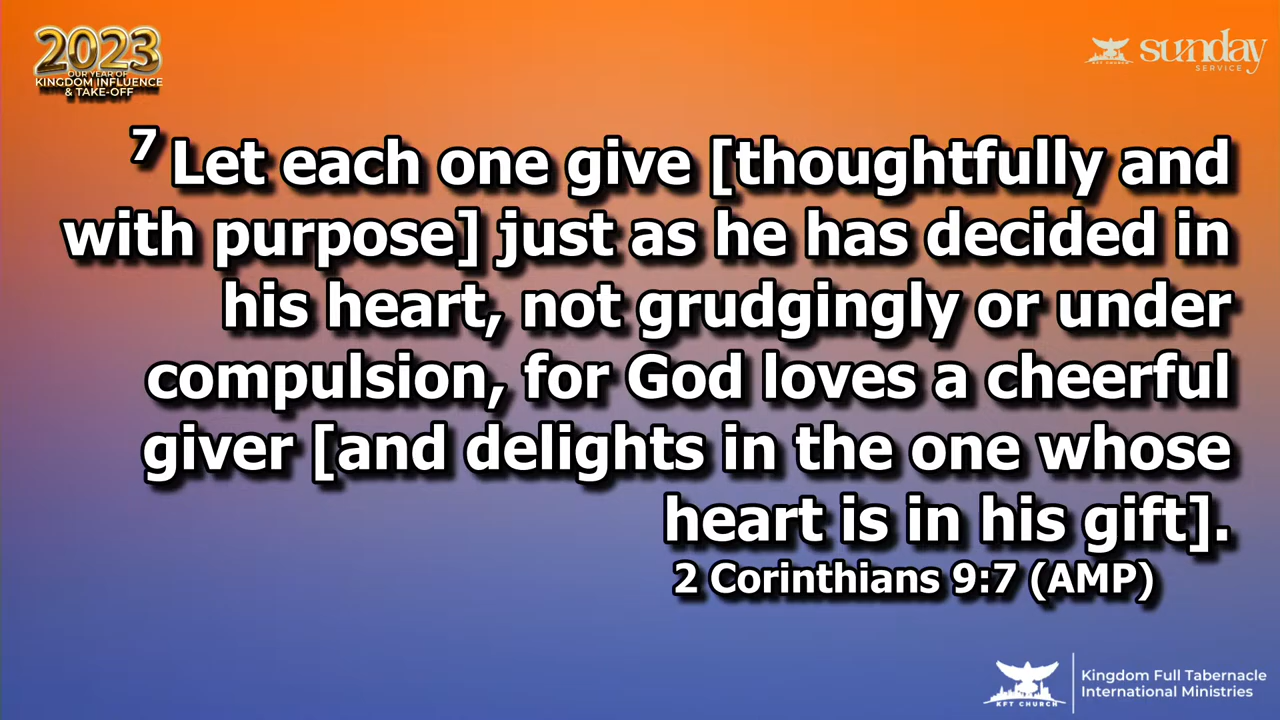 2023
OUR YEAR OF
KINGDOM INFLUENCE
& TAKE-OFF
KFT CHURCH
sunday
SERVICE
7 Let each one give [thoughtfully and
with purpose] just as he has decided in
his heart, not grudgingly or under
compulsion, for God loves a cheerful
giver [and delights in the one whose
heart is in his gift].
2 Corinthians 9:7 (AMP)
KFT CHURCH
Kingdom Full Tabernacle
International Ministries